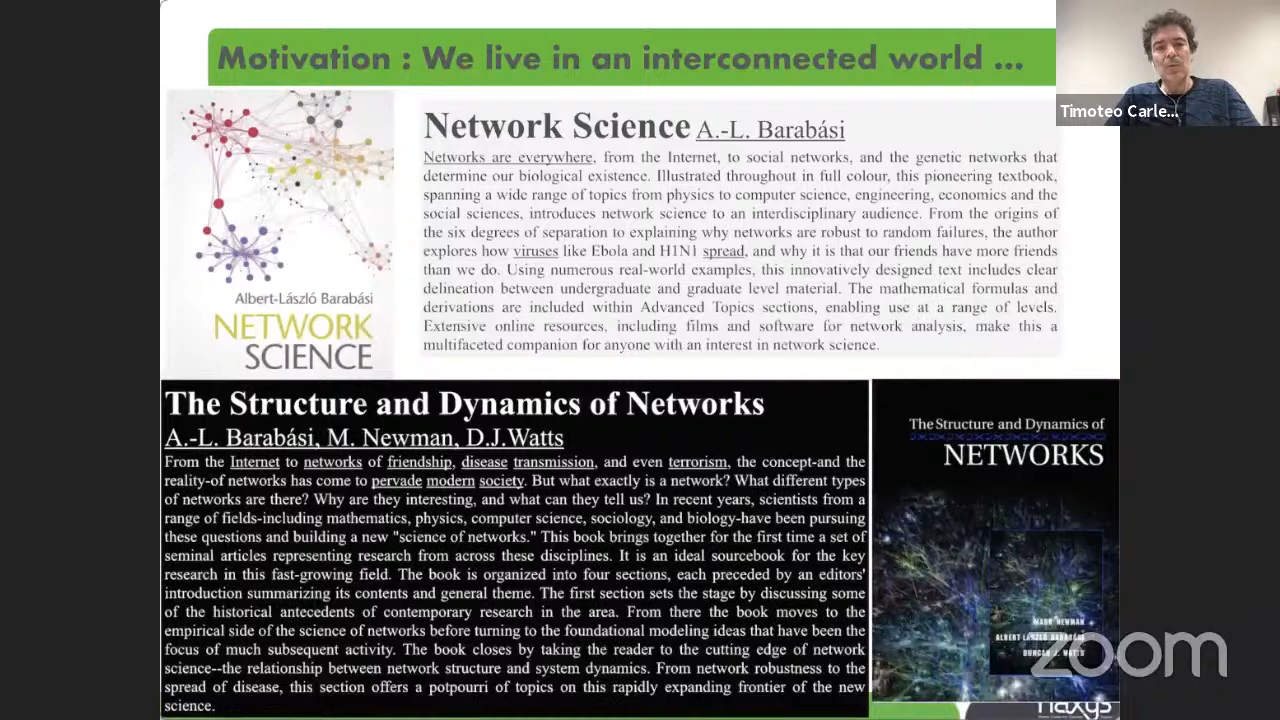 Motivation : We live in an interconnected world ...
Timoteo Carle...
Albert-László Barabási
NETWORK
SCIENCE
Network Science A.-L. Barabási
Networks are everywhere, from the Internet, to social networks, and the genetic networks that
determine our biological existence. Illustrated throughout in full colour, this pioneering textbook,
spanning a wide range of topics from physics to computer science, engineering, economics and the
social sciences, introduces network science to an interdisciplinary audience. From the origins of
the six degrees of separation to explaining why networks are robust to random failures, the author
explores how viruses like Ebola and H1N1 spread, and why it is that our friends have more friends
than we do. Using numerous real-world examples, this innovatively designed text includes clear
delineation between undergraduate and graduate level material. The mathematical formulas and
derivations are included within Advanced Topics sections, enabling use at a range of levels.
Extensive online resources, including films and software for network analysis, make this a
multifaceted companion for anyone with an interest in network science.
The Structure and Dynamics of Networks
A.-L. Barabási, M. Newman, D.J.Watts
From the Internet to networks of friendship, disease transmission, and even terrorism, the concept-and the
reality-of networks has come to pervade modern society. But what exactly is a network? What different types
of networks are there? Why are they interesting, and what can they tell us? In recent years, scientists from a
range of fields-including mathematics, physics, computer science, sociology, and biology-have been pursuing
these questions and building a new "science of networks." This book brings together for the first time a set of
seminal articles representing research from across these disciplines. It is an ideal sourcebook for the key
research in this fast-growing field. The book is organized into four sections, each preceded by an editors'
introduction summarizing its contents and general theme. The first section sets the stage by discussing some
of the historical antecedents of contemporary research in the area. From there the book moves to the
empirical side of the science of networks before turning to the foundational modeling ideas that have been the
focus of much subsequent activity. The book closes by taking the reader to the cutting edge of network
science--the relationship between network structure and system dynamics. From network robustness to the
spread of disease, this section offers a potpourri of topics on this rapidly expanding frontier of the new
science.
The Structure and Dynamics of
NETWORKS
MARK NEWMAN
ALBERT-LÁSZLÓ BARABÁSI
DUNCAN J. WATTS
zoom
naxys